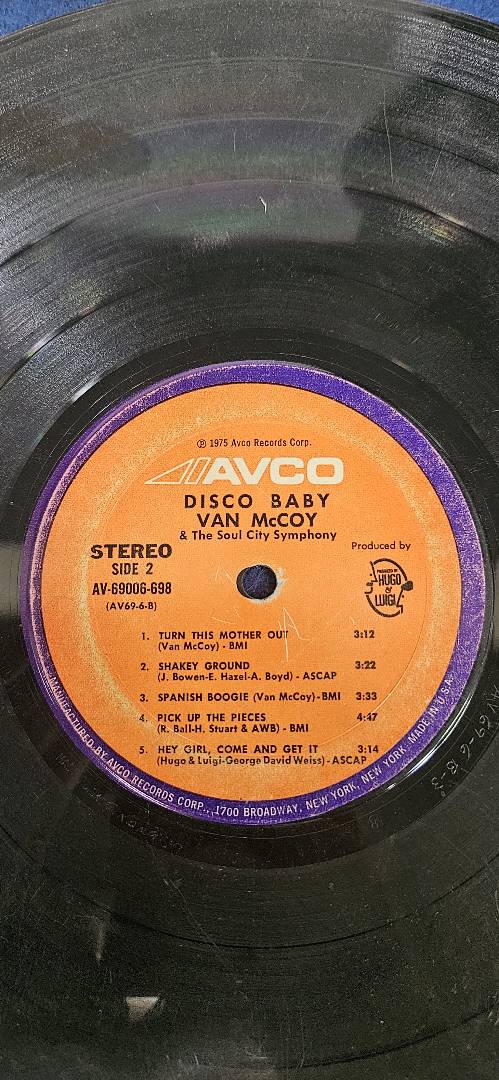 ℗ 1975 Avco Records Corp.
AVCO
DISCO BABY
VAN McCOY
& The Soul City Symphony
STEREO
SIDE 2
AV-69006-698
(AV69-6-B)
Produced by
PRODUCED BY
HUGO
&
LUIGI
1. TURN THIS MOTHER OUT 3:12
(Van McCoy) - BMI
2. SHAKEY GROUND 3:22
(J. Bowen-E. Hazel-A. Boyd) - ASCAP
3. SPANISH BOOGIE (Van McCoy)-BMI 3:33
4. PICK UP THE PIECES 4:47
(R. Ball-H. Stuart & AWB) - BMI
5. HEY GIRL, COME AND GET IT 3:14
(Hugo & Luigi-George David Weiss) - ASCAP
MANUFACTURED BY AVCO RECORDS CORP., 1700 BROADWAY, NEW YORK, NEW YORK. MADE IN U.S.A.